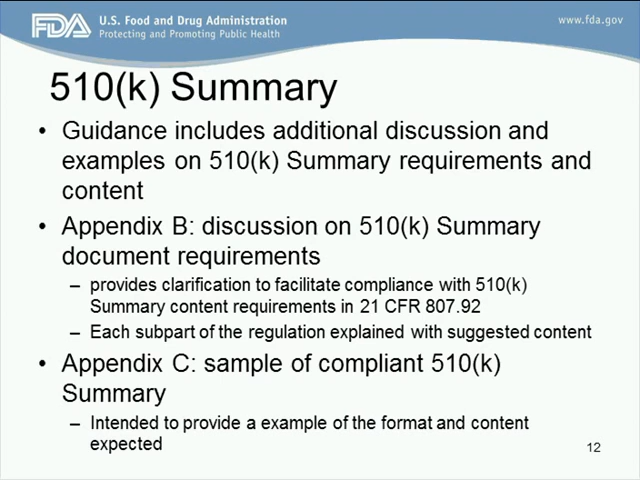 FDA U.S. Food and Drug Administration
Protecting and Promoting Public Health
www.fda.gov
510(k) Summary
• Guidance includes additional discussion and
examples on 510(k) Summary requirements and
content
• Appendix B: discussion on 510(k) Summary
document requirements
– provides clarification to facilitate compliance with 510(k)
Summary content requirements in 21 CFR 807.92
– Each subpart of the regulation explained with suggested content
• Appendix C: sample of compliant 510(k)
Summary
– Intended to provide a example of the format and content
expected
12